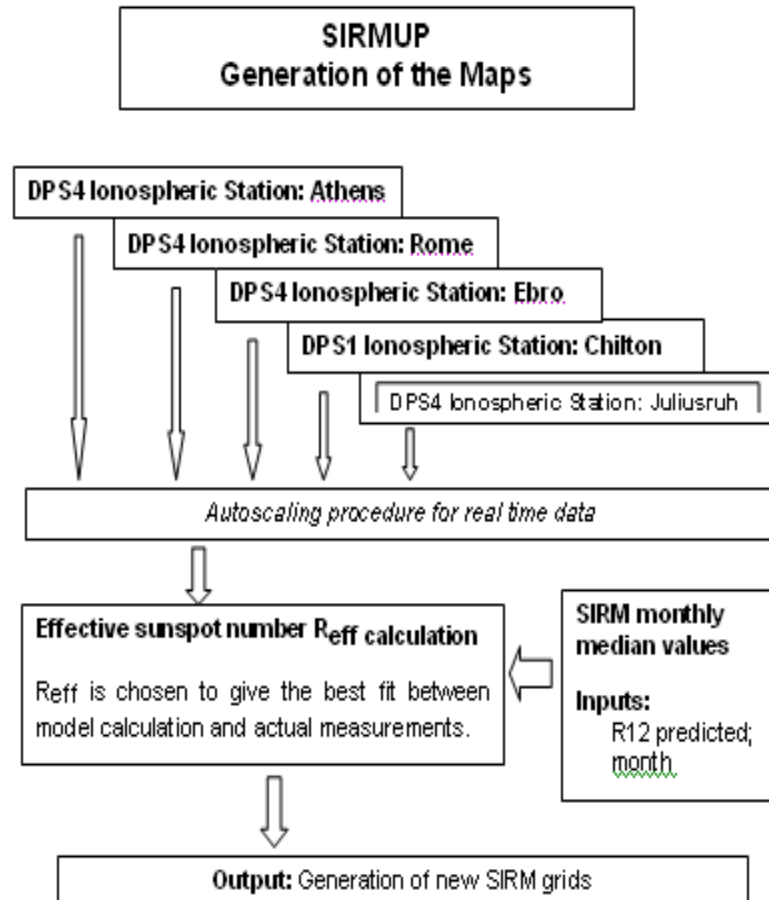 SIRMUP
Generation of the Maps
DPS4 Ionospheric Station: Athens
DPS4 Ionospheric Station: Rome
DPS4 Ionospheric Station: Ebro
DPS1 Ionospheric Station: Chilton
DPS4 Ionospheric Station: Juliusruh
Autoscaling procedure for real time data
Effective sunspot number Reff calculation
Reff is chosen to give the best fit between
model calculation and actual measurements.
SIRM monthly
median values
Inputs:
R12 predicted;
month
Output: Generation of new SIRM grids